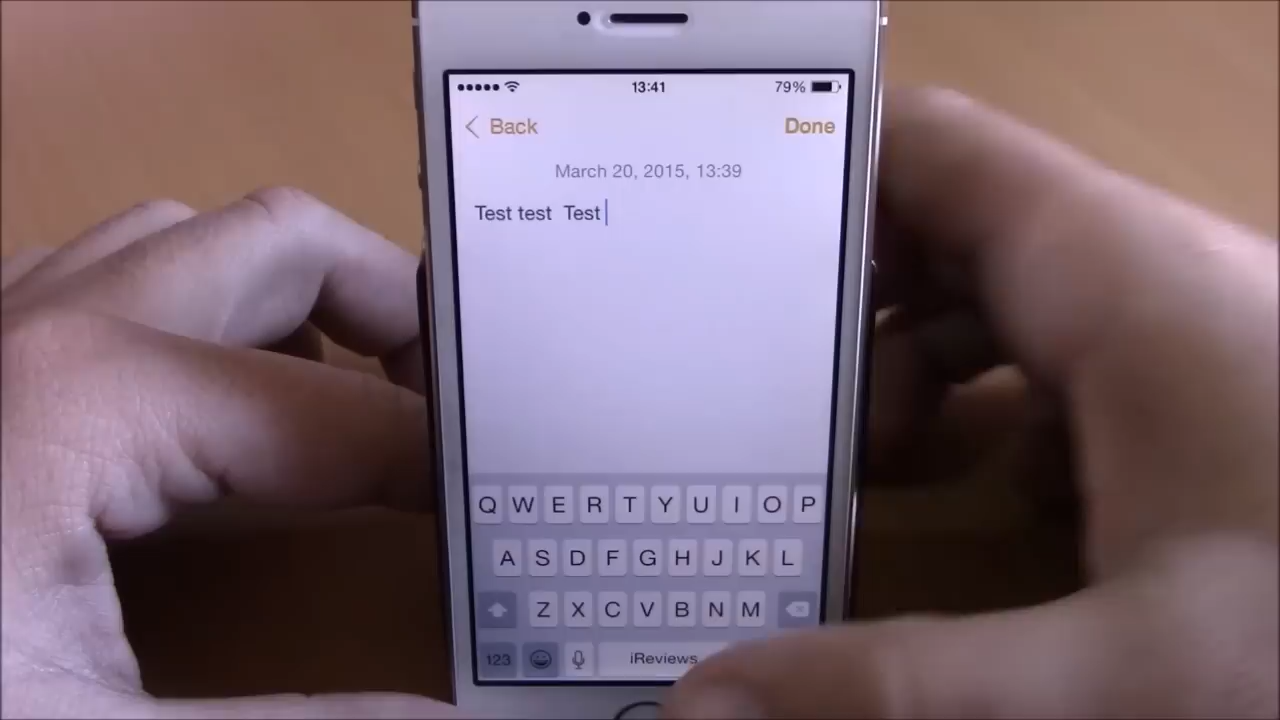 13:41 79%
Back Done
March 20, 2015, 13:39
Test test  Test
Q W E R T Y U I O P
A S D F G H J K L
Z X C V B N M
123 iReviews